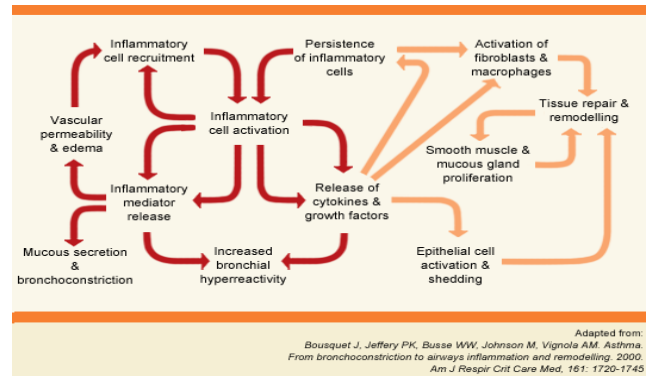 Inflammatory
cell recruitment
Persistence
of inflammatory
cells
Activation of
fibroblasts &
macrophages
Vascular
permeability
& edema
Inflammatory
cell activation
Tissue repair &
remodelling
Smooth muscle &
mucous gland
proliferation
Inflammatory
mediator
release
Release of
cytokines &
growth factors
Mucous secretion
&
bronchoconstriction
Increased
bronchial
hyperreactivity
Epithelial cell
activation &
shedding
Adapted from:
Bousquet J, Jeffery PK, Busse WW, Johnson M, Vignola AM. Asthma.
From bronchoconstriction to airways inflammation and remodelling. 2000.
Am J Respir Crit Care Med, 161: 1720-1745